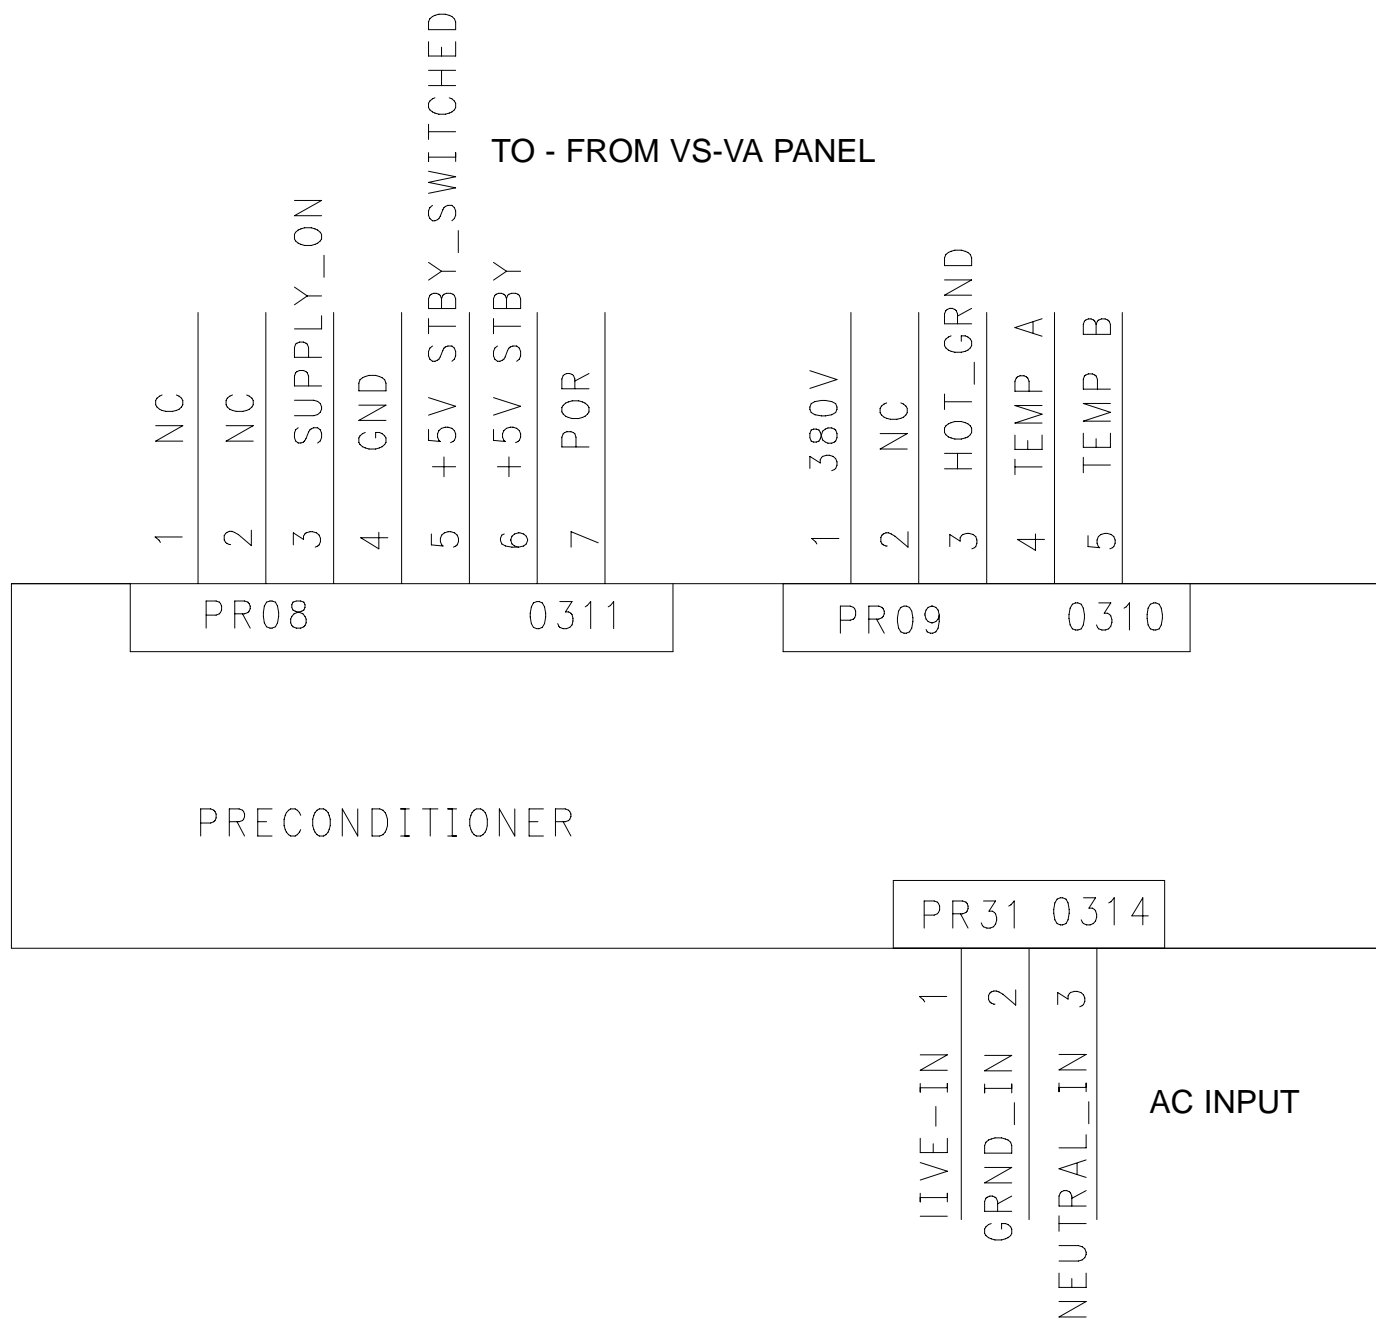 TO - FROM VS-VA PANEL
1 NC
2 NC
3 SUPPLY_ON
4 GND
5 +5V STBY_SWITCHED
6 +5V STBY
7 POR
1 380V
2 NC
3 HOT_GRND
4 TEMP A
5 TEMP B
PR08 0311
PR09 0310
PRECONDITIONER
PR31 0314
lIVE-IN 1
GRND_IN 2
NEUTRAL_IN 3
AC INPUT